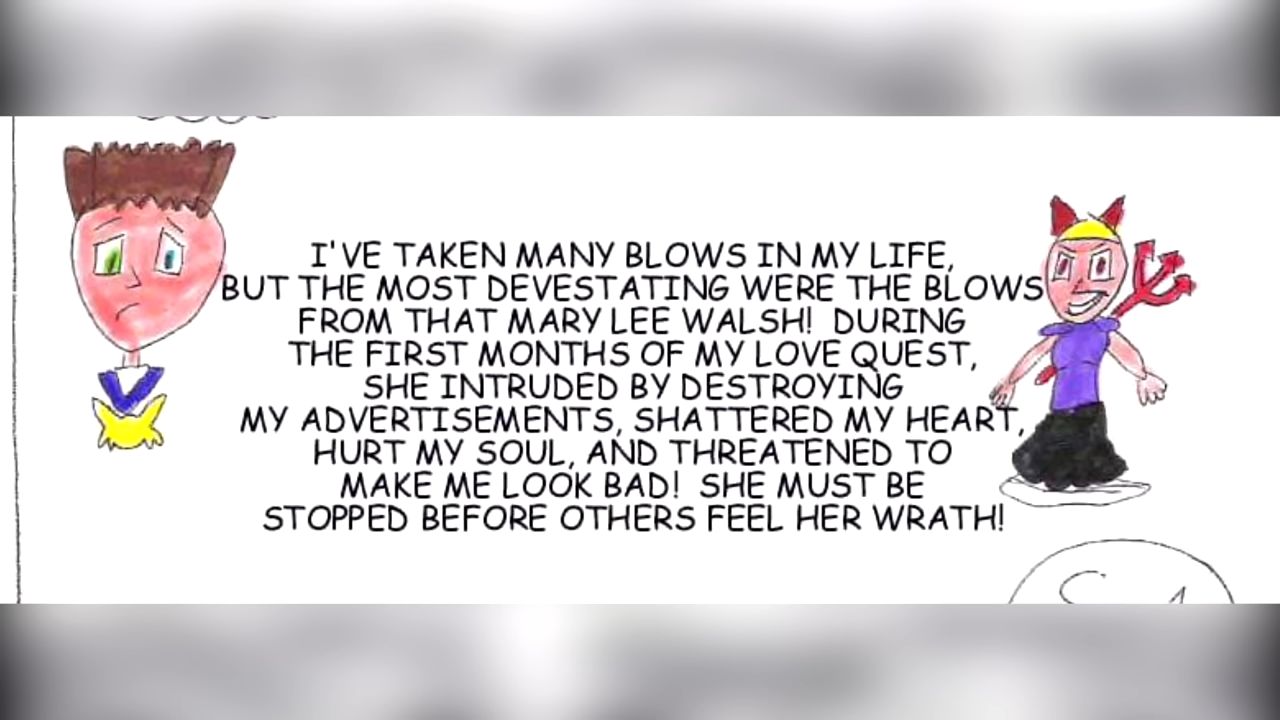 I'VE TAKEN MANY BLOWS IN MY LIFE,
BUT THE MOST DEVESTATING WERE THE BLOWS
FROM THAT MARY LEE WALSH! DURING
THE FIRST MONTHS OF MY LOVE QUEST,
SHE INTRUDED BY DESTROYING
MY ADVERTISEMENTS, SHATTERED MY HEART,
HURT MY SOUL, AND THREATENED TO
MAKE ME LOOK BAD! SHE MUST BE
STOPPED BEFORE OTHERS FEEL HER WRATH!